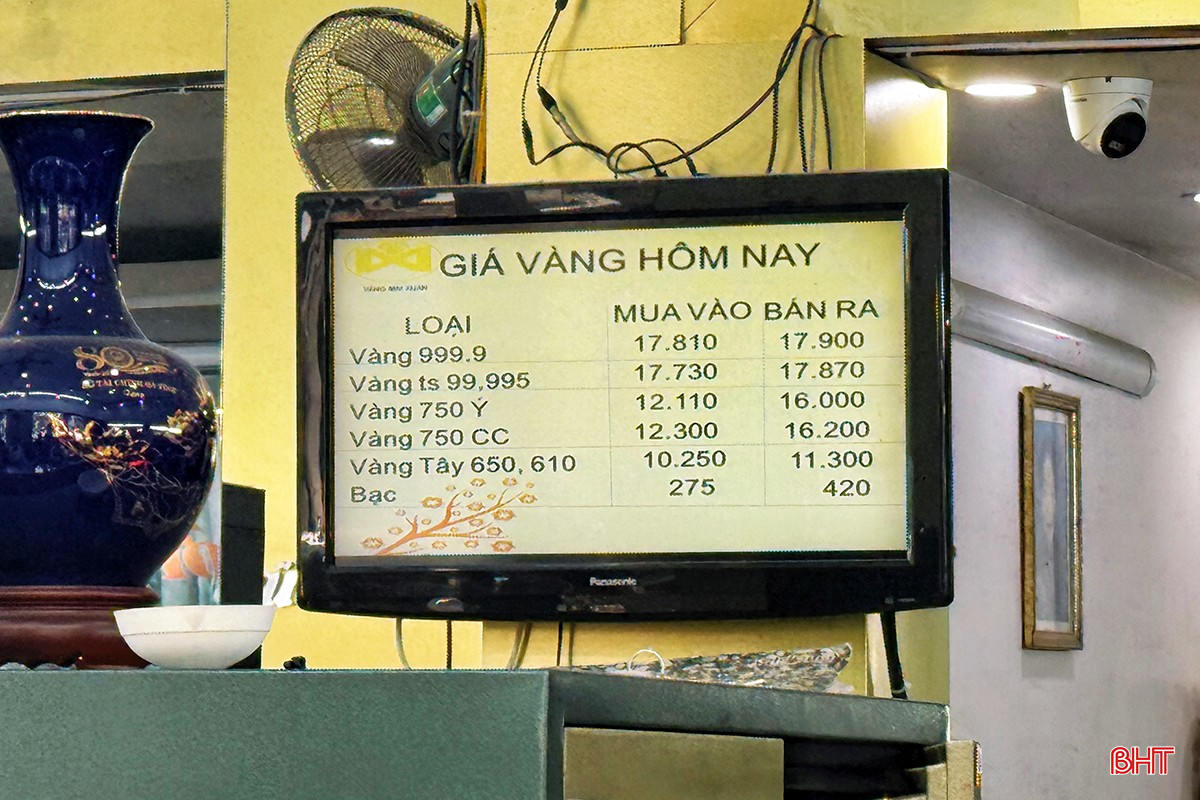 GIÁ VÀNG HÔM NAY
LOẠI MUA VÀO BÁN RA
Vàng 999.9 17.810 17.900
Vàng ts 99,995 17.730 17.870
Vàng 750 Ý 12.110 16.000
Vàng 750 CC 12.300 16.200
Vàng Tây 650, 610 10.250 11.300
Bạc 275 420
Panasonic
80
BHT